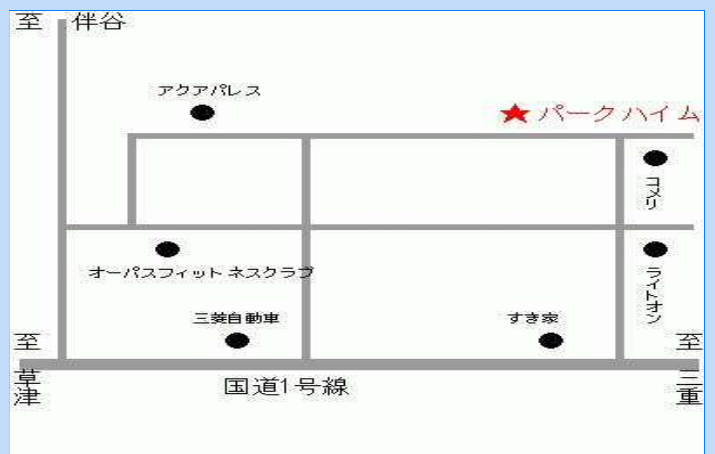 至 伴谷
アクアパレス
パークハイム
コメリ
オーパスフィットネスクラブ
ライトオン
三菱自動車
すき家
至 草津
至 三重
国道1号線